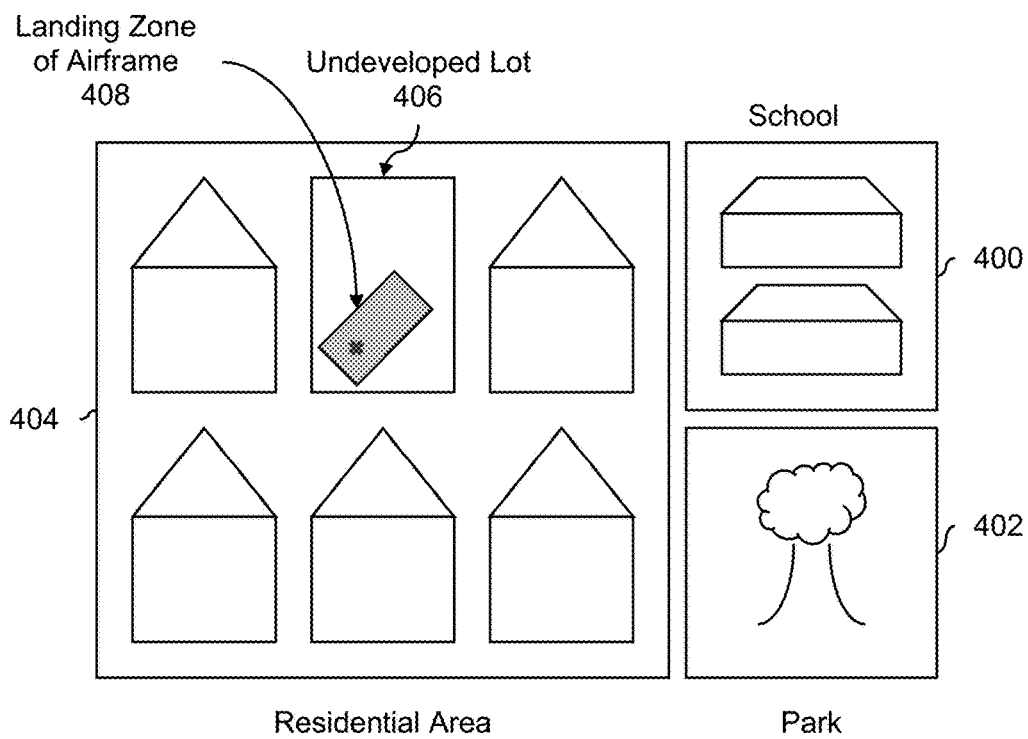 Landing Zone
of Airframe
408
Undeveloped Lot
406
School
400
404
402
Residential Area
Park